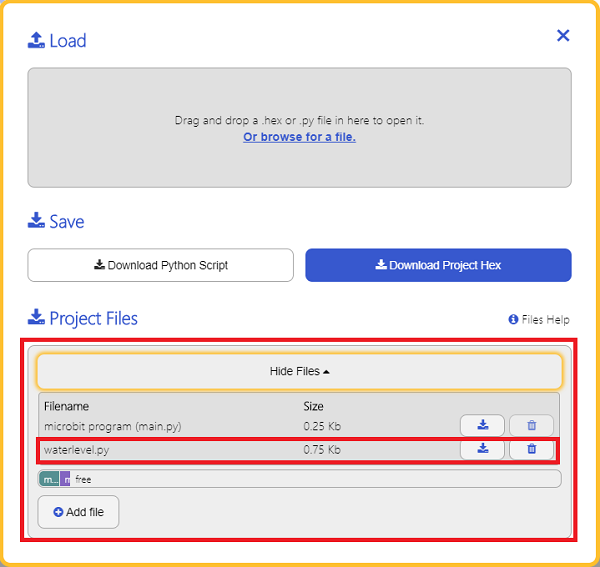 Load
Drag and drop a .hex or .py file in here to open it.
Or browse for a file.
Save
Download Python Script
Download Project Hex
Project Files
Files Help
Hide Files
Filename Size
microbit program (main.py) 0.25 Kb
waterlevel.py 0.75 Kb
m... free
Add file